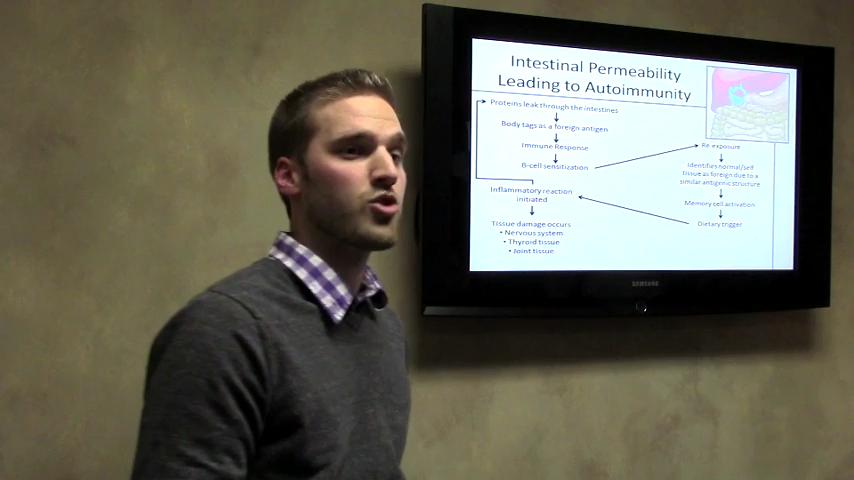 Intestinal Permeability
Leading to Autoimmunity
Proteins leak through the intestines
Body tags as a foreign antigen
Immune Response
B-cell sensitization
Inflammatory reaction
initiated
Tissue damage occurs
• Nervous system
• Thyroid tissue
• Joint tissue
Re exposure
Identifies normal/self
tissue as foreign due to a
similar antigenic structure
Memory cell activation
Dietary trigger
SAMSUNG